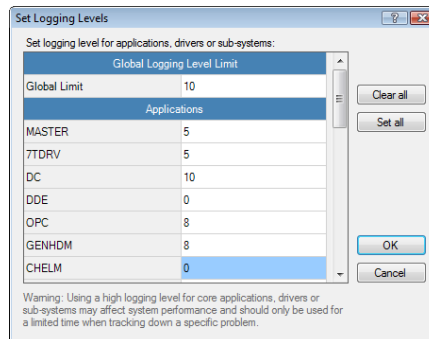 Set Logging Levels
Set logging level for applications, drivers or sub-systems:
Global Logging Level Limit
Global Limit 10
Applications
MASTER 5
7TDRV 5
DC 10
DDE 0
OPC 8
GENHDM 8
CHELM 0
Clear all
Set all
OK
Cancel
Warning: Using a high logging level for core applications, drivers or
sub-systems may affect system performance and should only be used for
a limited time when tracking down a specific problem.